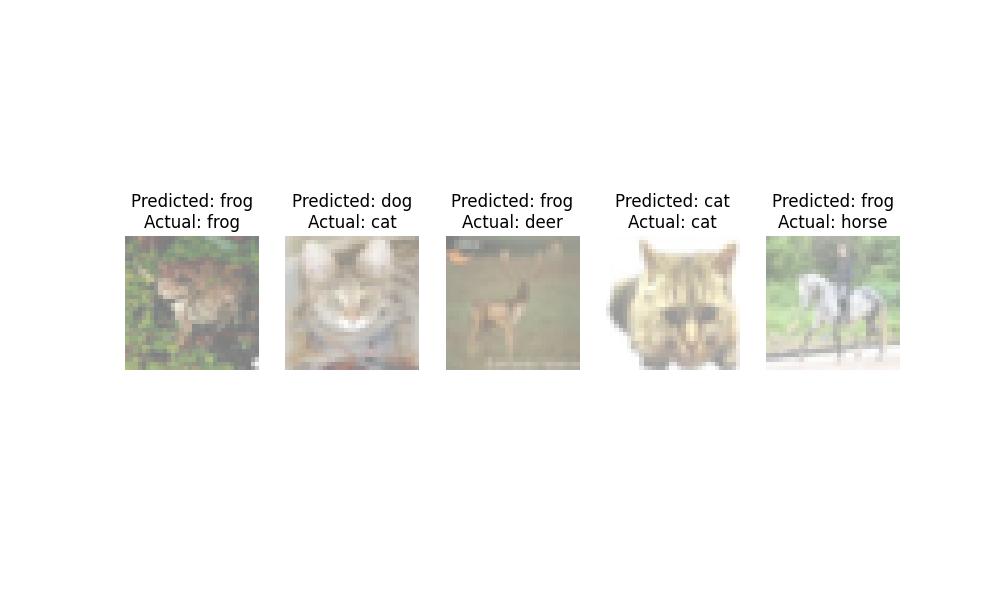 Predicted: frog
Actual: frog
Predicted: dog
Actual: cat
Predicted: frog
Actual: deer
Predicted: cat
Actual: cat
Predicted: frog
Actual: horse